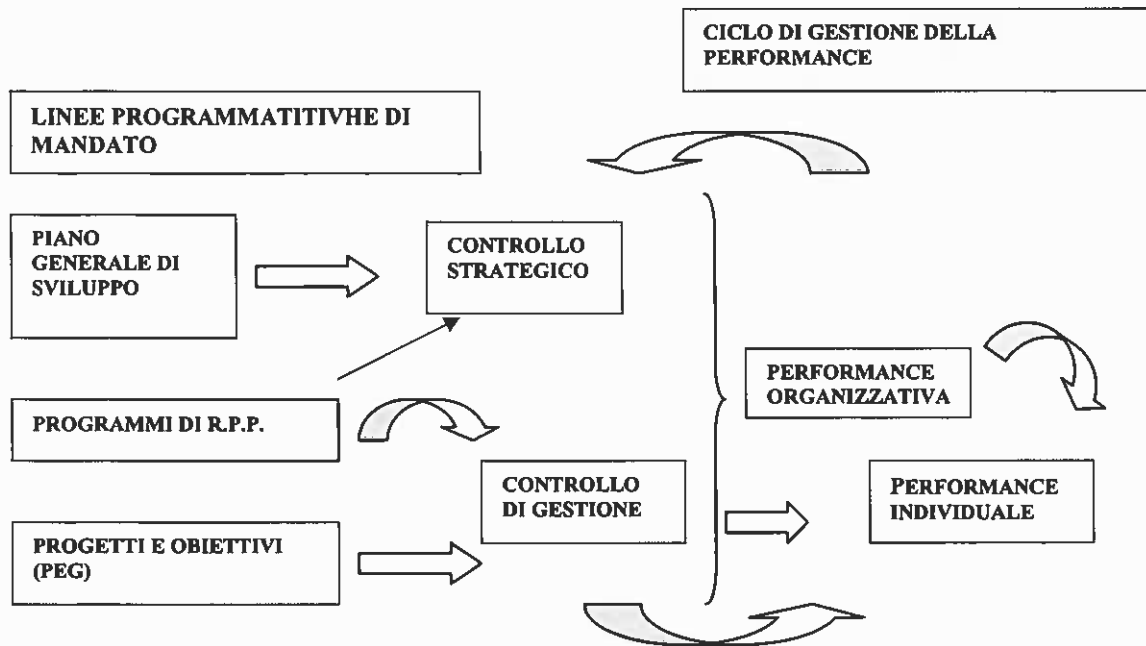 CICLO DI GESTIONE DELLA
PERFORMANCE
LINEE PROGRAMMATITIVHE DI
MANDATO
PIANO
GENERALE DI
SVILUPPO
CONTROLLO
STRATEGICO
PERFORMANCE
ORGANIZZATIVA
PROGRAMMI DI R.P.P.
CONTROLLO
DI GESTIONE
PERFORMANCE
INDIVIDUALE
PROGETTI E OBIETTIVI
(PEG)